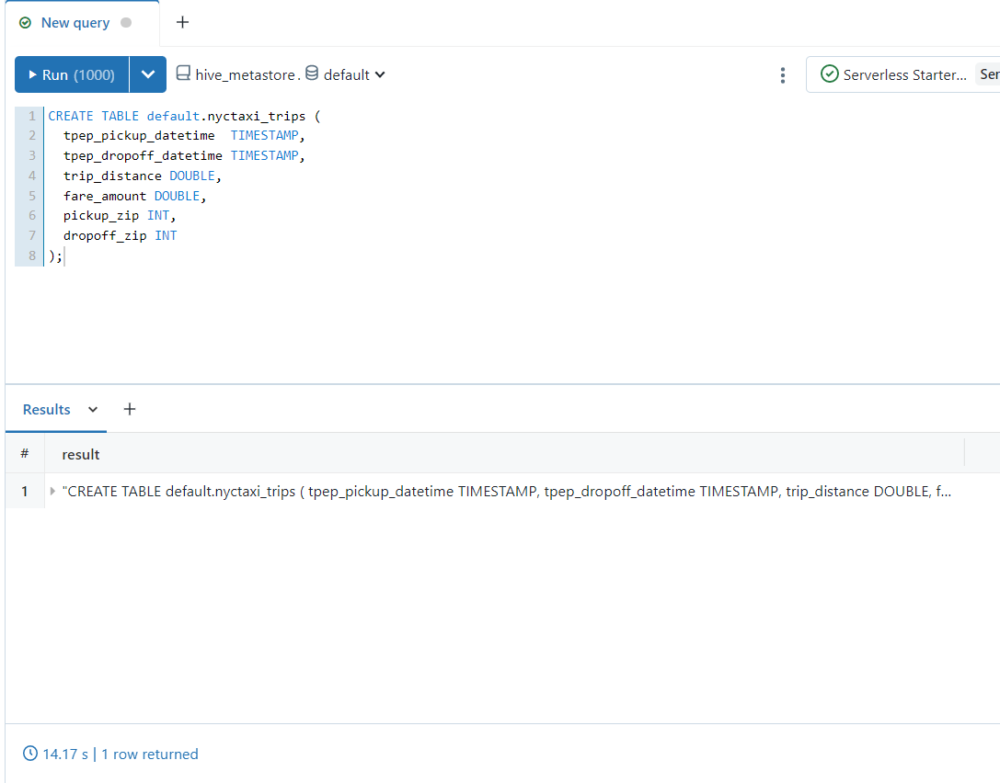 New query
Run (1000) hive_metastore. default Serverless Starter... Ser
1 CREATE TABLE default.nyctaxi_trips (
2   tpep_pickup_datetime  TIMESTAMP,
3   tpep_dropoff_datetime TIMESTAMP,
4   trip_distance DOUBLE,
5   fare_amount DOUBLE,
6   pickup_zip INT,
7   dropoff_zip INT
8 );
Results
# result
1 "CREATE TABLE default.nyctaxi_trips ( tpep_pickup_datetime TIMESTAMP, tpep_dropoff_datetime TIMESTAMP, trip_distance DOUBLE, f...
14.17 s | 1 row returned